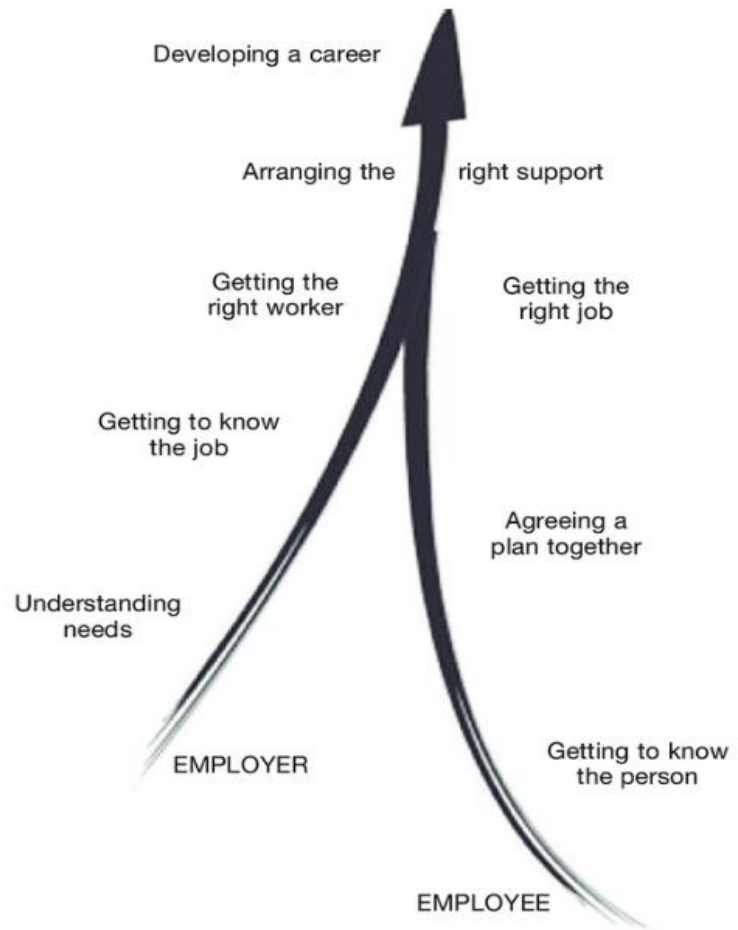 Developing a career
Arranging the right support
Getting the
right worker
Getting the
right job
Getting to know
the job
Agreeing a
plan together
Understanding
needs
Getting to know
the person
EMPLOYER
EMPLOYEE